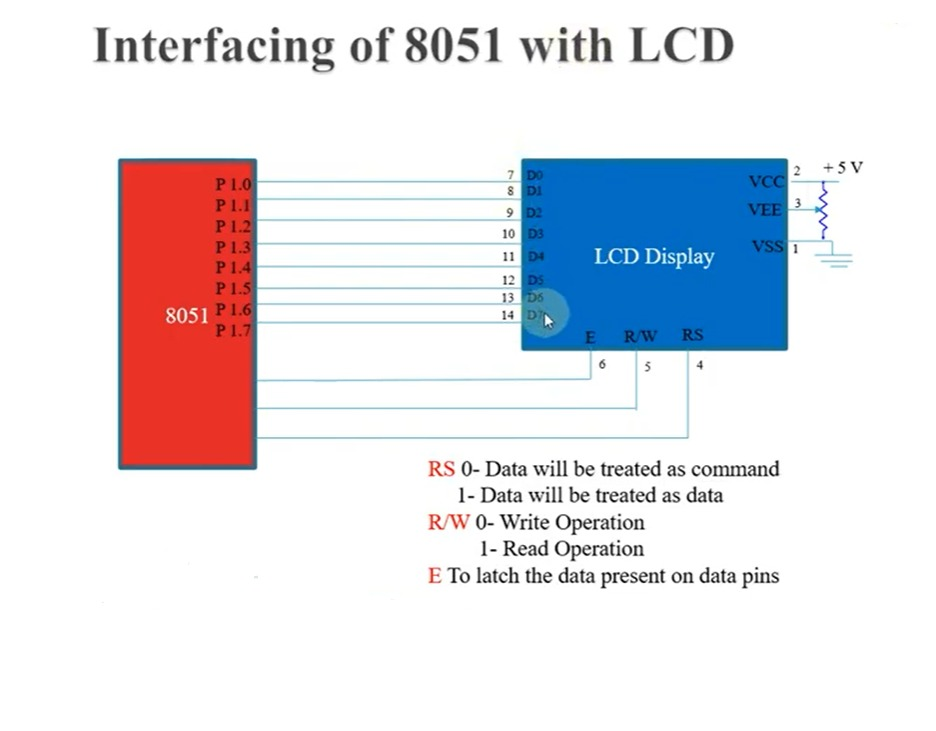 Interfacing of 8051 with LCD
8051
P 1.0
P 1.1
P 1.2
P 1.3
P 1.4
P 1.5
P 1.6
P 1.7
7 D0
8 D1
9 D2
10 D3
11 D4
12 D5
13 D6
14 D7
LCD Display
VCC 2 +5 V
VEE 3
VSS 1
E R/W RS
6 5 4
RS 0- Data will be treated as command
1- Data will be treated as data
R/W 0- Write Operation
1- Read Operation
E To latch the data present on data pins